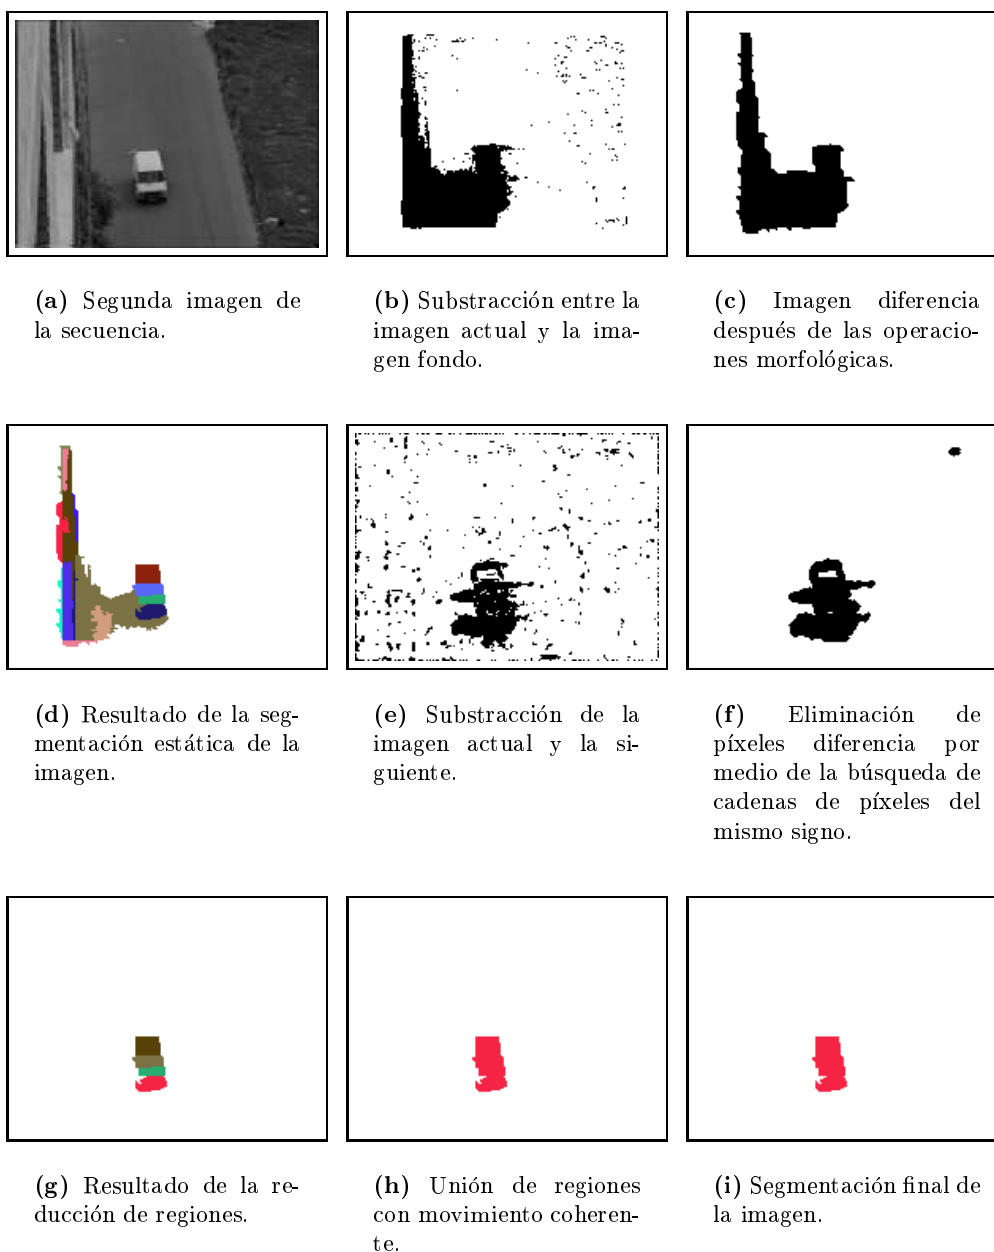 (a) Segunda imagen de
la secuencia.
(b) Substracción entre la
imagen actual y la ima-
gen fondo.
(c) Imagen diferencia
después de las operacio-
nes morfológicas.
(d) Resultado de la seg-
mentación estática de la
imagen.
(e) Substracción de la
imagen actual y la si-
guiente.
(f) Eliminación de
píxeles diferencia por
medio de la búsqueda de
cadenas de píxeles del
mismo signo.
(g) Resultado de la re-
ducción de regiones.
(h) Unión de regiones
con movimiento coheren-
te.
(i) Segmentación final de
la imagen.